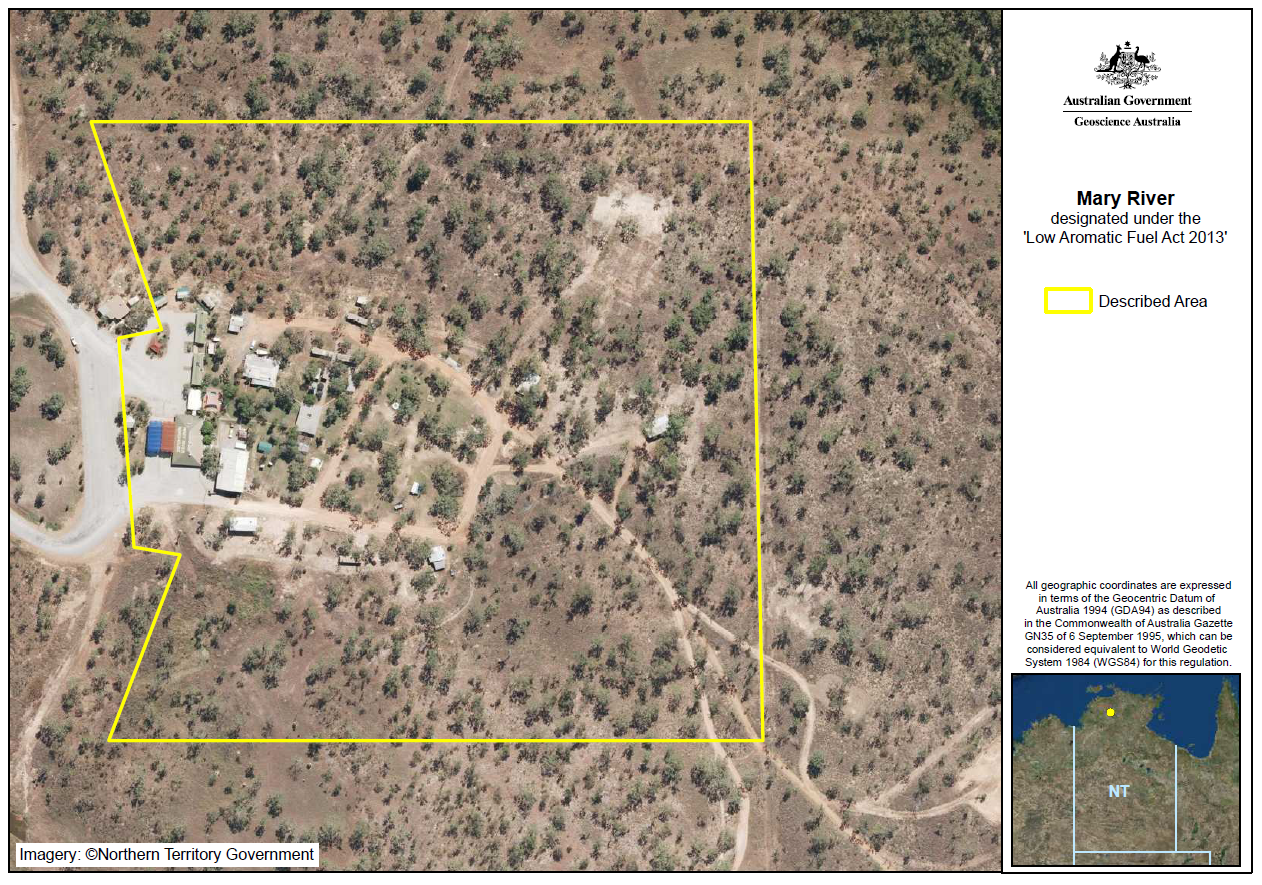 Australian Government
Geoscience Australia
Mary River
designated under the
'Low Aromatic Fuel Act 2013'
Described Area
All geographic coordinates are expressed
in terms of the Geocentric Datum of
Australia 1994 (GDA94) as described
in the Commonwealth of Australia Gazette
GN35 of 6 September 1995, which can be
considered equivalent to World Geodetic
System 1984 (WGS84) for this regulation.
NT
Imagery: ©Northern Territory Government